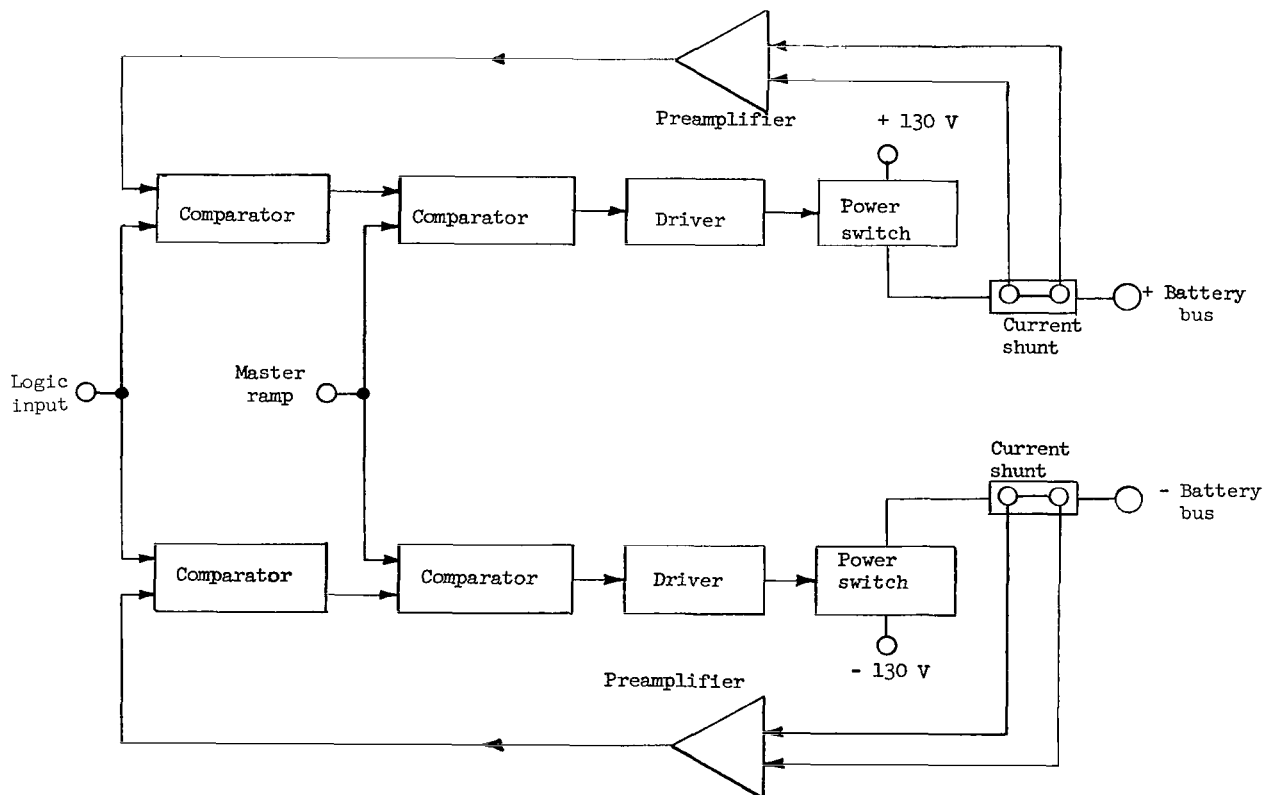 Preamplifier
+ 130 V
Comparator
Comparator
Driver
Power
switch
+ Battery
bus
Current
shunt
Logic
input
Master
ramp
Current
shunt
- Battery
bus
Comparator
Comparator
Driver
Power
switch
- 130 V
Preamplifier